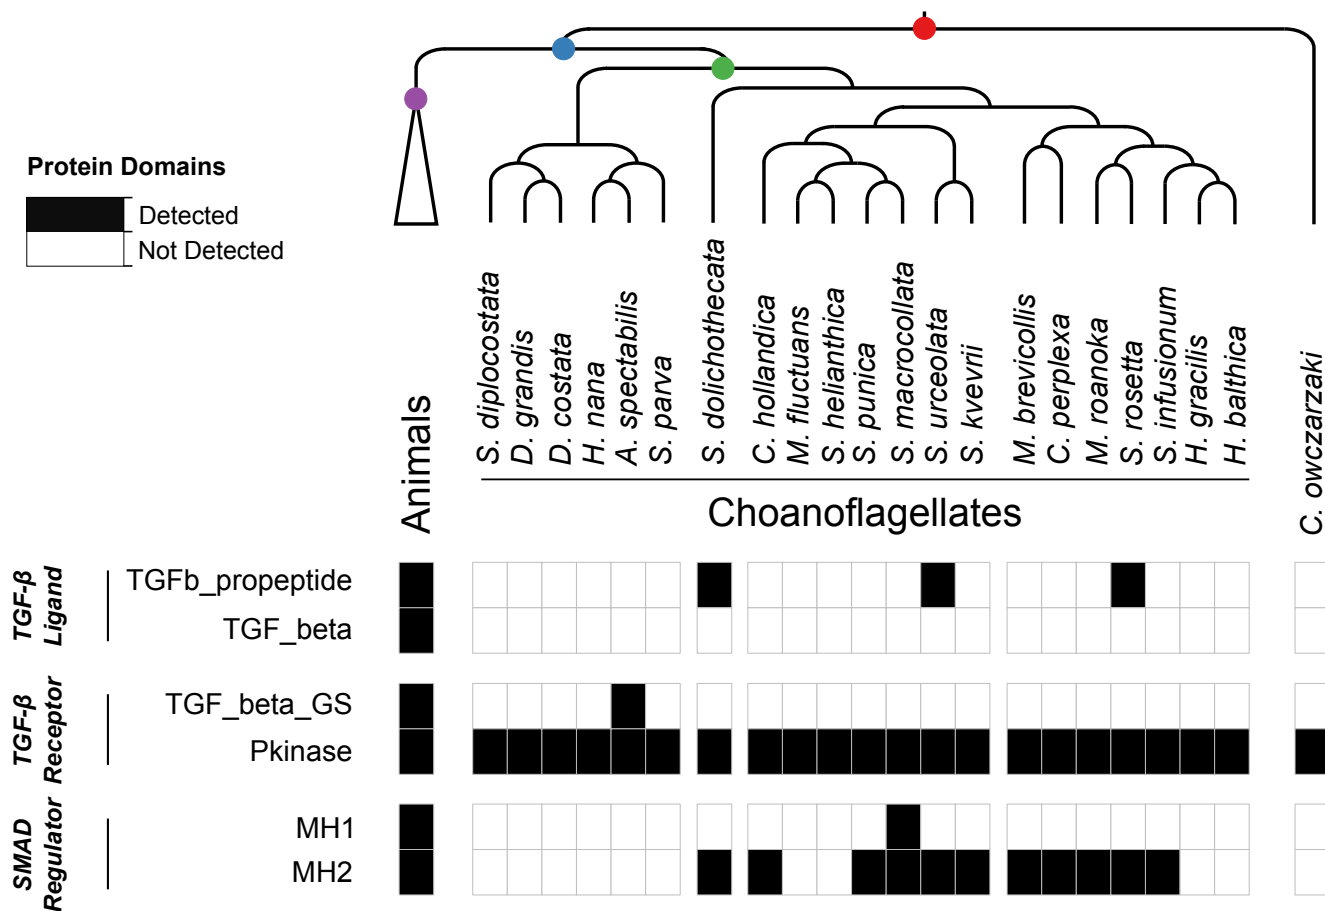 Protein Domains
Detected
Not Detected
Animals
S. diplocostata
D. grandis
D. costata
H. nana
A. spectabilis
S. parva
S. dolichothecata
C. hollandica
M. fluctuans
S. helianthica
S. punica
S. macrocollata
S. urceolata
S. kvevrii
M. brevicollis
C. perplexa
M. roanoka
S. rosetta
S. infusionum
H. gracilis
H. balthica
C. owczarzaki
Choanoflagellates
TGF-β
Ligand
TGFb_propeptide
TGF_beta
TGF-β
Receptor
TGF_beta_GS
Pkinase
SMAD
Regulator
MH1
MH2